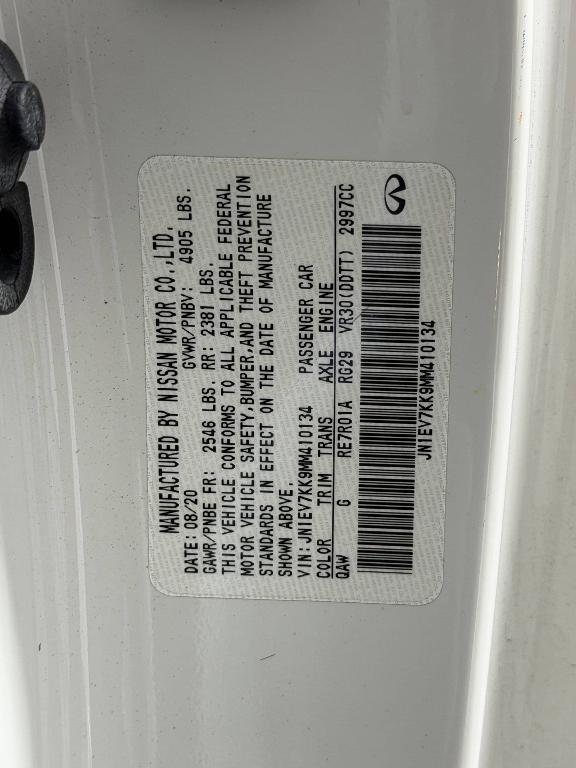 MANUFACTURED BY NISSAN MOTOR CO.,LTD.
DATE: 08/20 GVWR/PNBV: 4905 LBS.
GAWR/PNBE FR: 2546 LBS. RR: 2381 LBS.
THIS VEHICLE CONFORMS TO ALL APPLICABLE FEDERAL
MOTOR VEHICLE SAFETY,BUMPER,AND THEFT PREVENTION
STANDARDS IN EFFECT ON THE DATE OF MANUFACTURE
SHOWN ABOVE.
VIN:JN1EV7KK9MM410134 PASSENGER CAR
COLOR TRIM TRANS AXLE ENGINE
QAW G RE7R01A RG29 VR30(DDTT) 2997CC
JN1EV7KK9MM410134